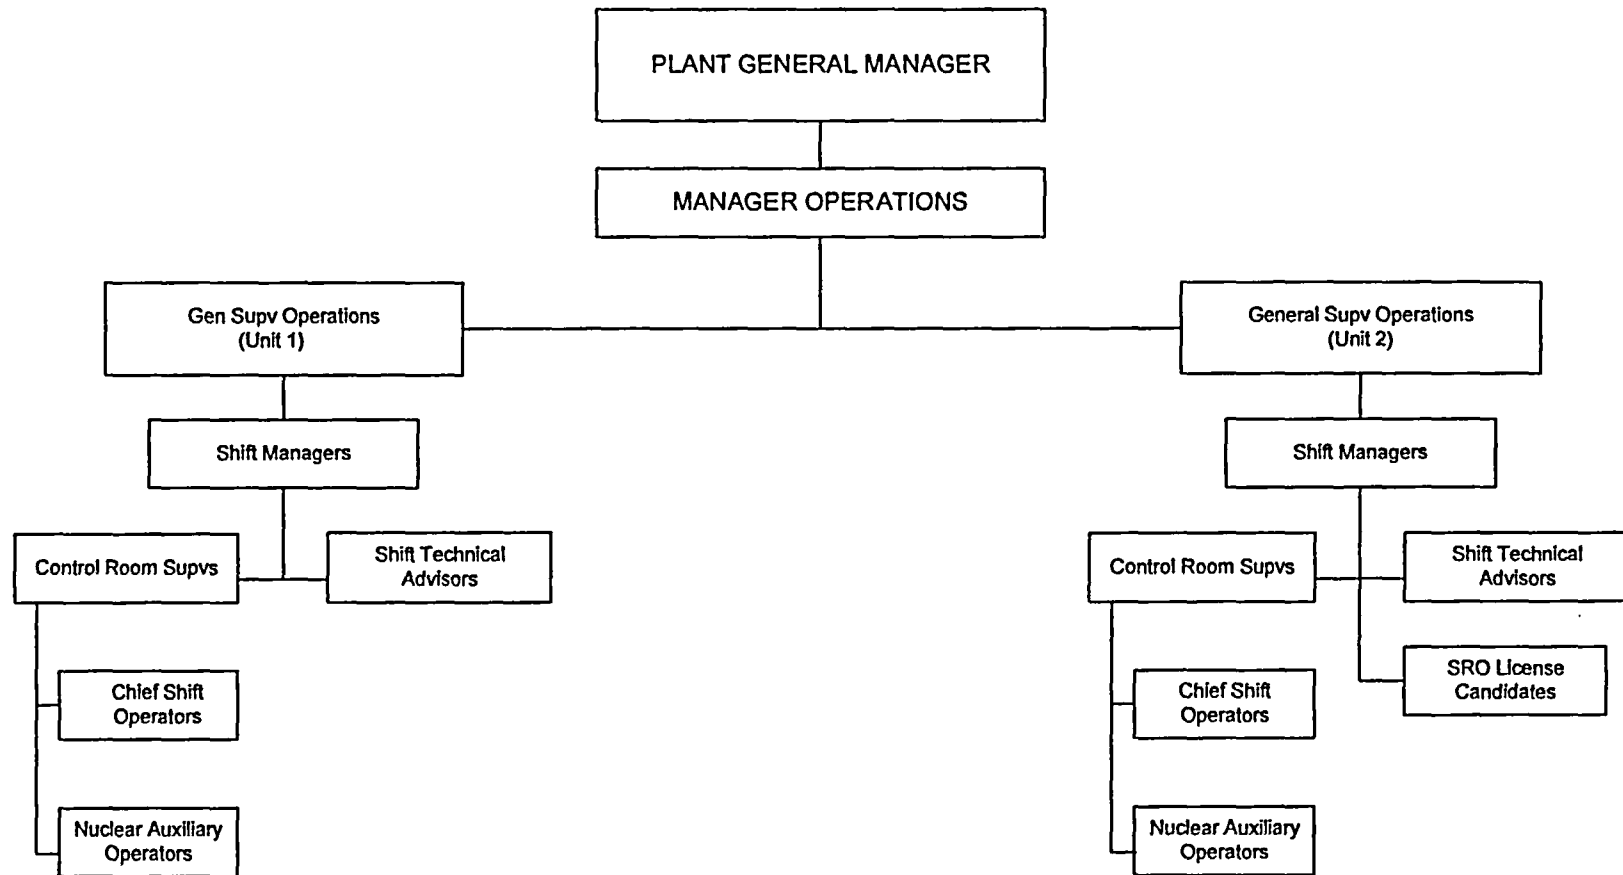 PLANT GENERAL MANAGER
MANAGER OPERATIONS
Gen Supv Operations
(Unit 1)
General Supv Operations
(Unit 2)
Shift Managers
Shift Managers
Control Room Supvs
Shift Technical
Advisors
Control Room Supvs
Shift Technical
Advisors
Chief Shift
Operators
Chief Shift
Operators
SRO License
Candidates
Nuclear Auxiliary
Operators
Nuclear Auxiliary
Operators